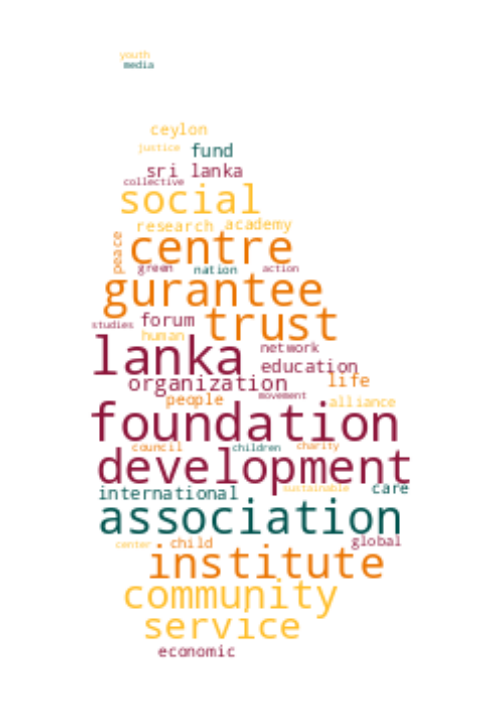 youth
media
ceylon
justice fund
sri lanka
collective
social
research academy
peace centre
green nation action
gurantee
studies forum trust
human
lanka network
education
organization life
people movement alliance
foundation
council children charity
development
international sustainable care
association
center child global
institute
community
service
economic